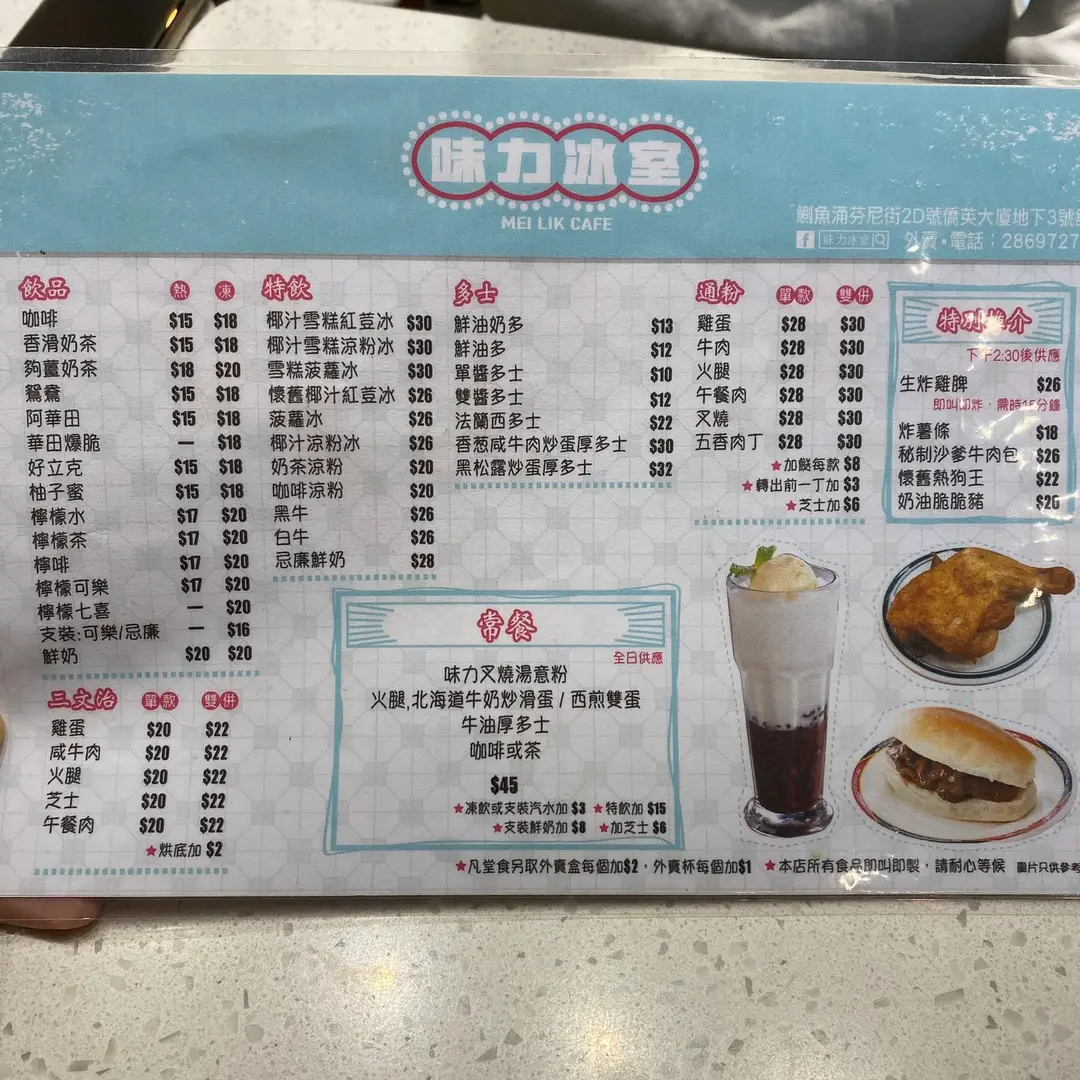 味力冰室
MEI LIK CAFE
鰂魚涌芬尼街2D號僑英大廈地下3號
味力冰室 外賣•電話：2869727
飲品 熱 凍
咖啡 $15 $18
香滑奶茶 $15 $18
夠薑奶茶 $18 $20
鴛鴦 $15 $18
阿華田 $15 $18
華田爆脆 — $18
好立克 $15 $18
柚子蜜 $15 $18
檸檬水 $17 $20
檸檬茶 $17 $20
檸啡 $17 $20
檸檬可樂 $17 $20
檸檬七喜 — $20
支裝:可樂/忌廉 — $16
鮮奶 $20 $20
三文治 單款 雙併
雞蛋 $20 $22
咸牛肉 $20 $22
火腿 $20 $22
芝士 $20 $22
午餐肉 $20 $22
★烘底加 $2
特飲
椰汁雪糕紅荳冰 $30
椰汁雪糕涼粉冰 $30
雪糕菠蘿冰 $30
懷舊椰汁紅荳冰 $26
菠蘿冰 $26
椰汁涼粉冰 $26
奶茶涼粉 $20
咖啡涼粉 $20
黑牛 $26
白牛 $26
忌廉鮮奶 $28
多士
鮮油奶多 $13
鮮油多 $12
單醬多士 $10
雙醬多士 $12
法蘭西多士 $22
香葱咸牛肉炒蛋厚多士 $30
黑松露炒蛋厚多士 $32
通粉 單款 雙併
雞蛋 $28 $30
牛肉 $28 $30
火腿 $28 $30
午餐肉 $28 $30
叉燒 $28 $30
五香肉丁 $28 $30
★加餸每款 $8
★轉出前一丁加 $3
★芝士加 $6
特別推介
下午2:30後供應
生炸雞脾 $26
即叫即炸，需時15分鐘
炸薯條 $18
秘制沙爹牛肉包 $26
懷舊熱狗王 $22
奶油脆脆豬 $20
常餐
全日供應
味力叉燒湯意粉
火腿,北海道牛奶炒滑蛋 / 西煎雙蛋
牛油厚多士
咖啡或茶
$45
★凍飲或支裝汽水加 $3 ★特飲加 $15
★支裝鮮奶加 $8 ★加芝士 $6
★凡堂食另取外賣盒每個加$2，外賣杯每個加$1 ★本店所有食品即叫即製，請耐心等候 圖片只供參考